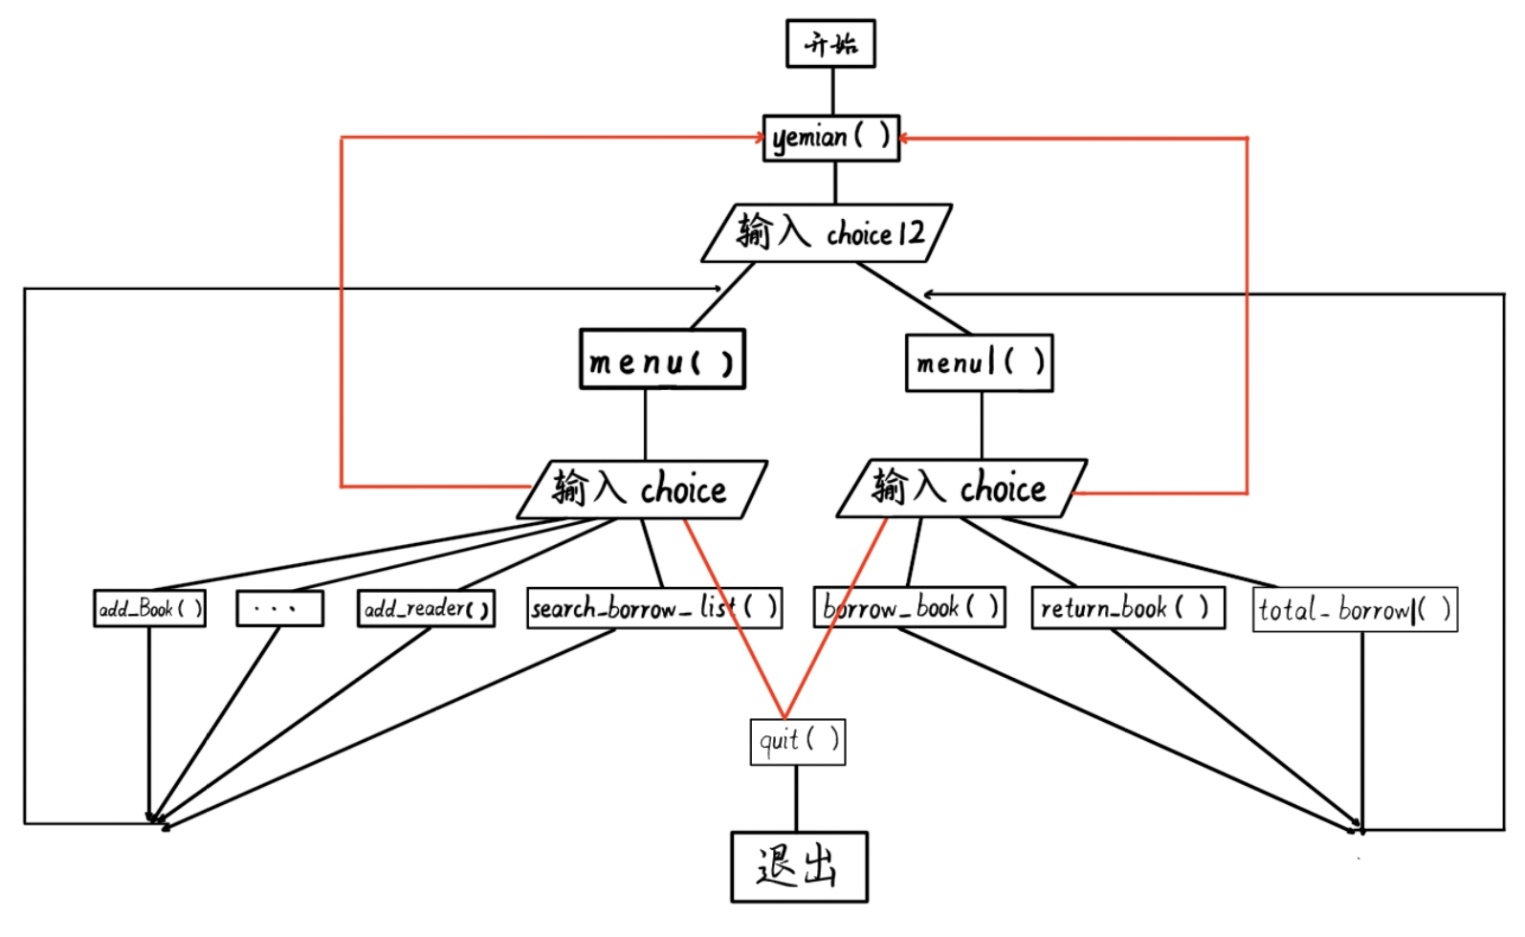 开始
yemian( )
输入 choice12
menu( )
menu1( )
输入 choice
输入 choice
add_Book( )
...
add_reader( )
search_borrow_list( )
borrow_book( )
return_book( )
total_borrow1( )
quit( )
退出